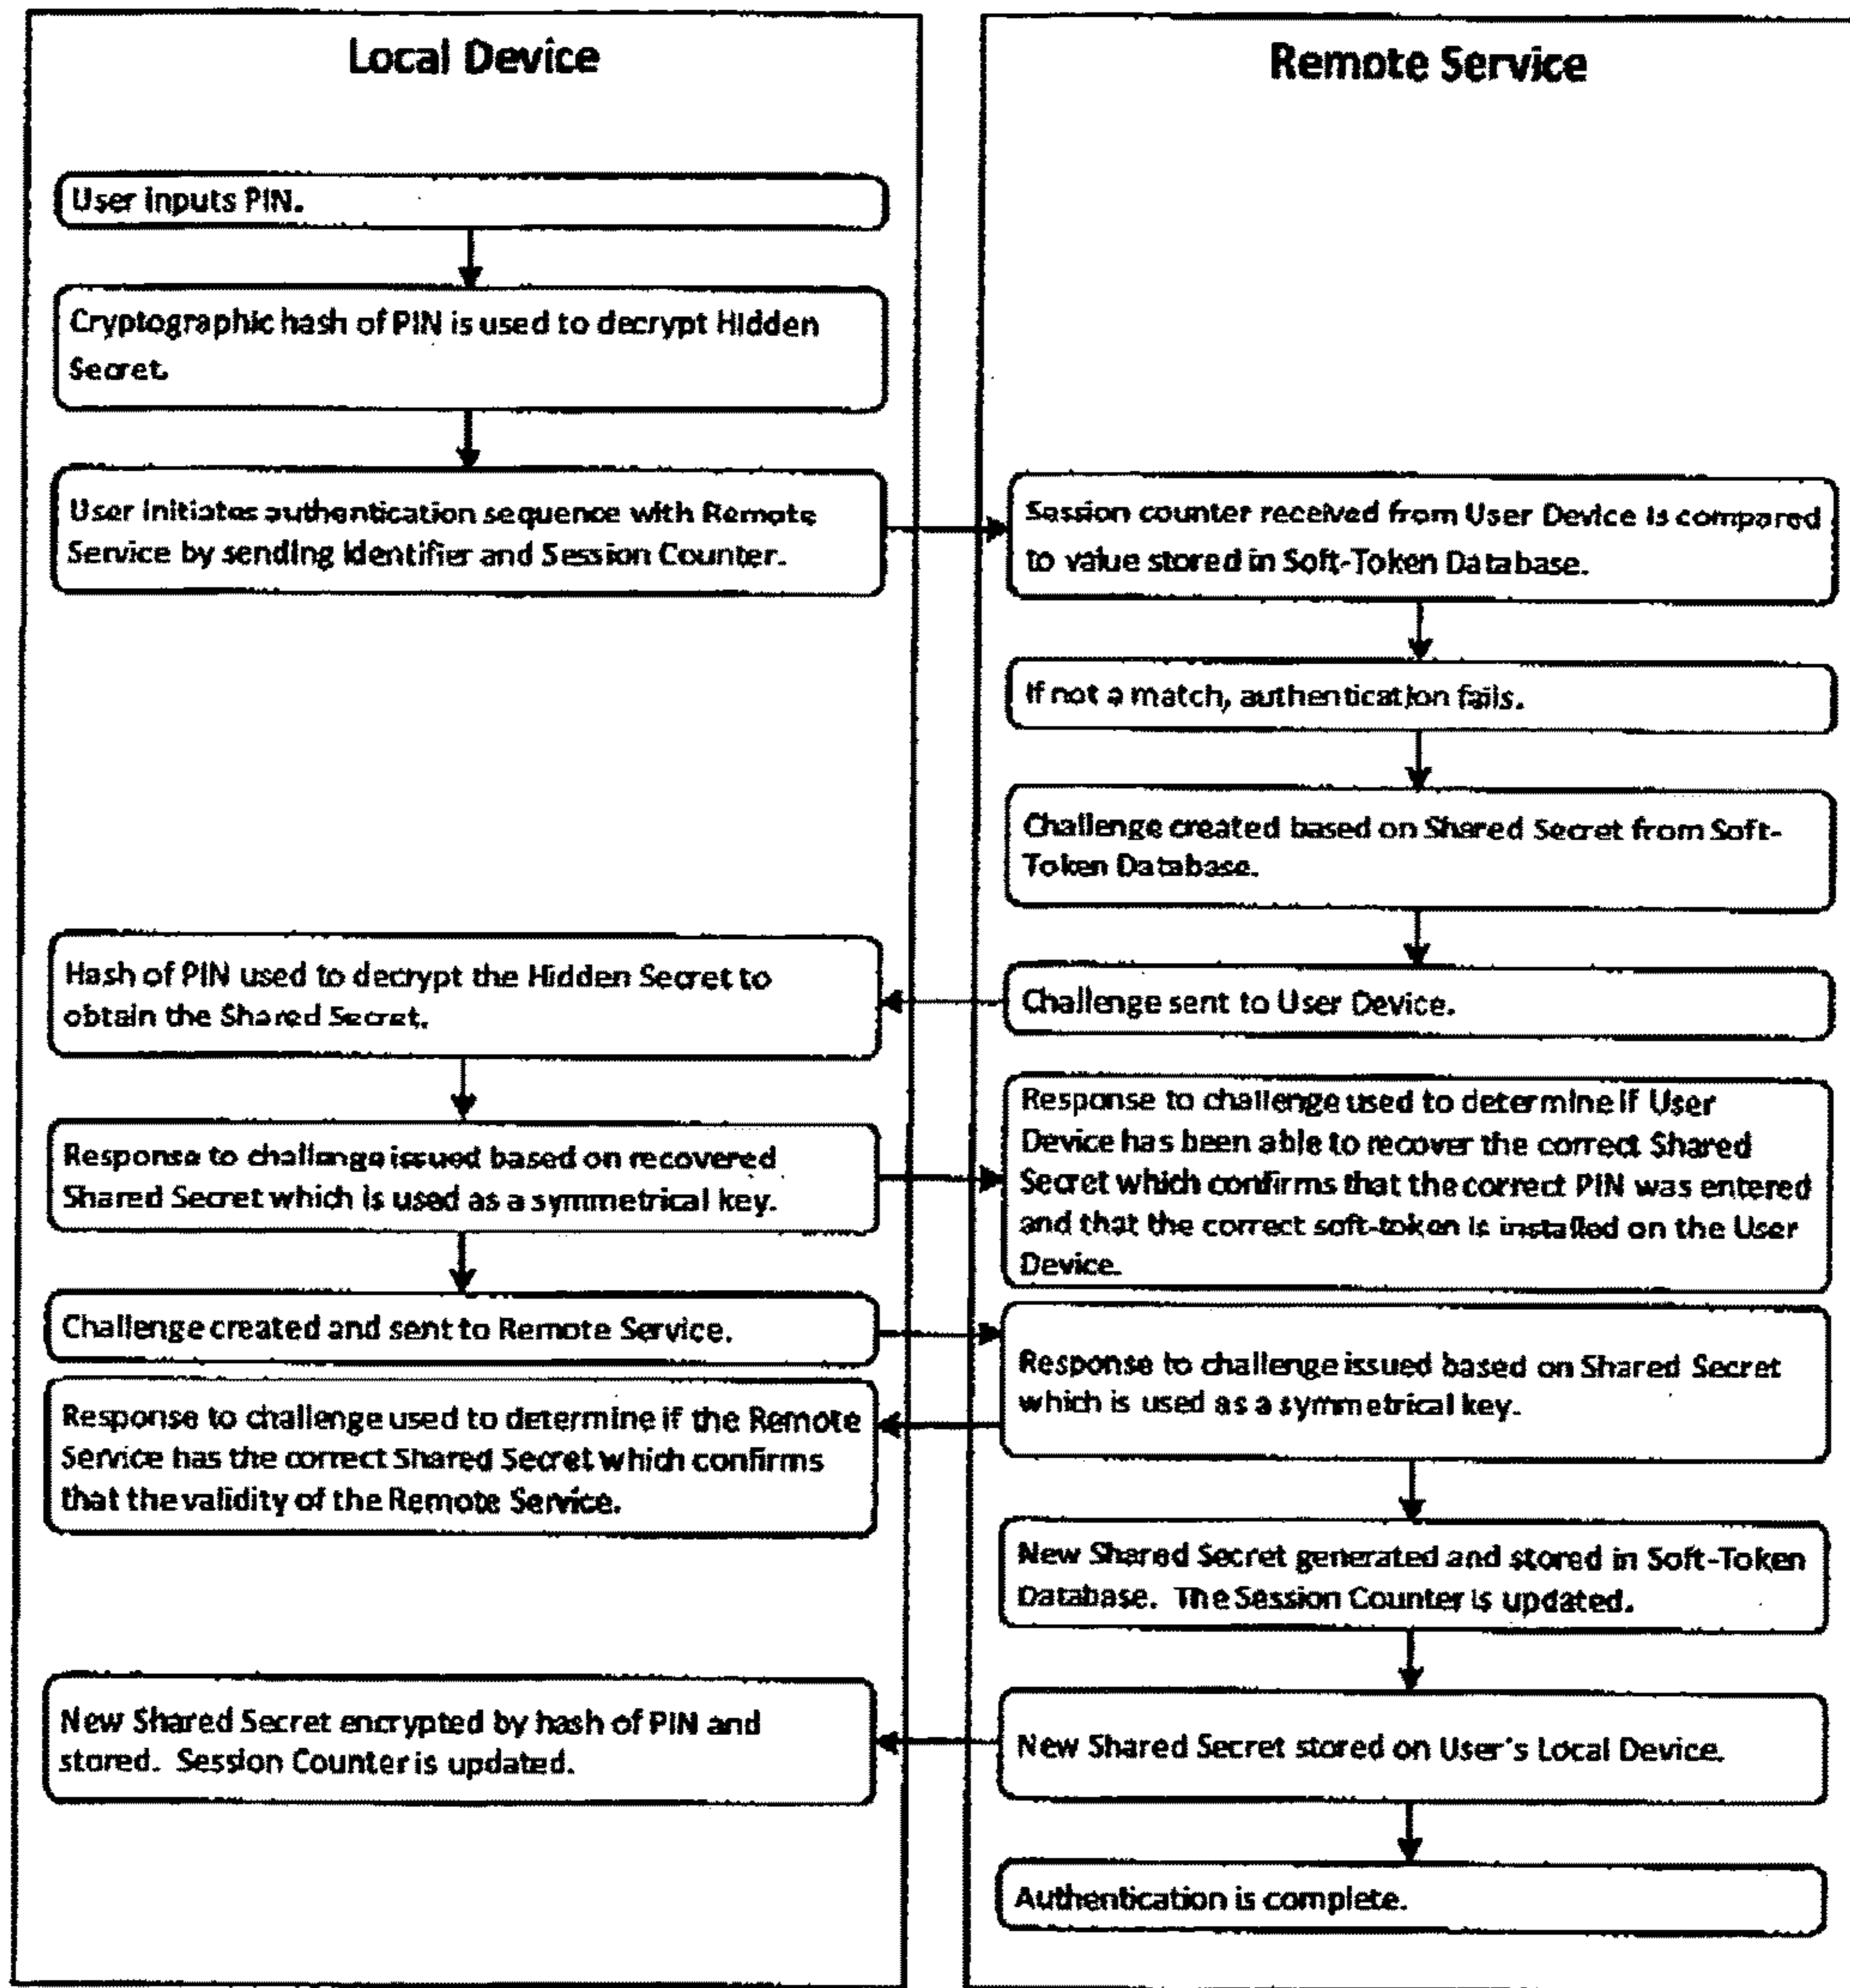 Local Device
User inputs PIN.
Cryptographic hash of PIN is used to decrypt Hidden
Secret.
User initiates authentication sequence with Remote
Service by sending identifier and Session Counter.
Hash of PIN used to decrypt the Hidden Secret to
obtain the Shared Secret.
Response to challenge issued based on recovered
Shared Secret which is used as a symmetrical key.
Challenge created and sent to Remote Service.
Response to challenge used to determine if the Remote
Service has the correct Shared Secret which confirms
that the validity of the Remote Service.
New Shared Secret encrypted by hash of PIN and
stored. Session Counter is updated.
Remote Service
Session counter received from User Device is compared
to value stored in Soft-Token Database.
If not a match, authentication fails.
Challenge created based on Shared Secret from Soft-
Token Database.
Challenge sent to User Device.
Response to challenge used to determine if User
Device has been able to recover the correct Shared
Secret which confirms that the correct PIN was entered
and that the correct soft-token is installed on the User
Device.
Response to challenge issued based on Shared Secret
which is used as a symmetrical key.
New Shared Secret generated and stored in Soft-Token
Database. The Session Counter is updated.
New Shared Secret stored on User's Local Device.
Authentication is complete.